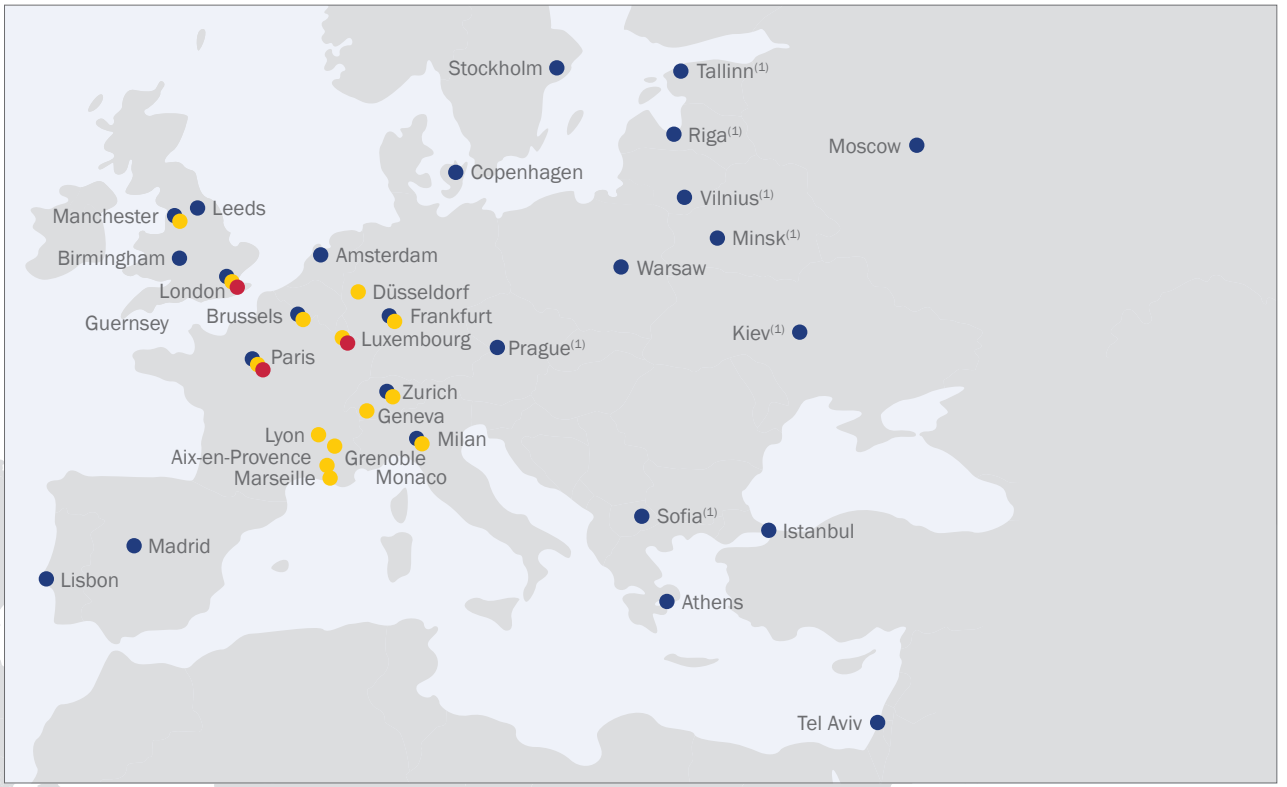 Stockholm
Tallinn(1)
Riga(1)
Moscow
Copenhagen
Vilnius(1)
Manchester
Leeds
Minsk(1)
Birmingham
Amsterdam
Warsaw
London
Düsseldorf
Guernsey
Brussels
Frankfurt
Kiev(1)
Luxembourg
Prague(1)
Paris
Zurich
Geneva
Lyon
Milan
Aix-en-Provence
Grenoble
Marseille
Monaco
Sofia(1)
Istanbul
Madrid
Lisbon
Athens
Tel Aviv